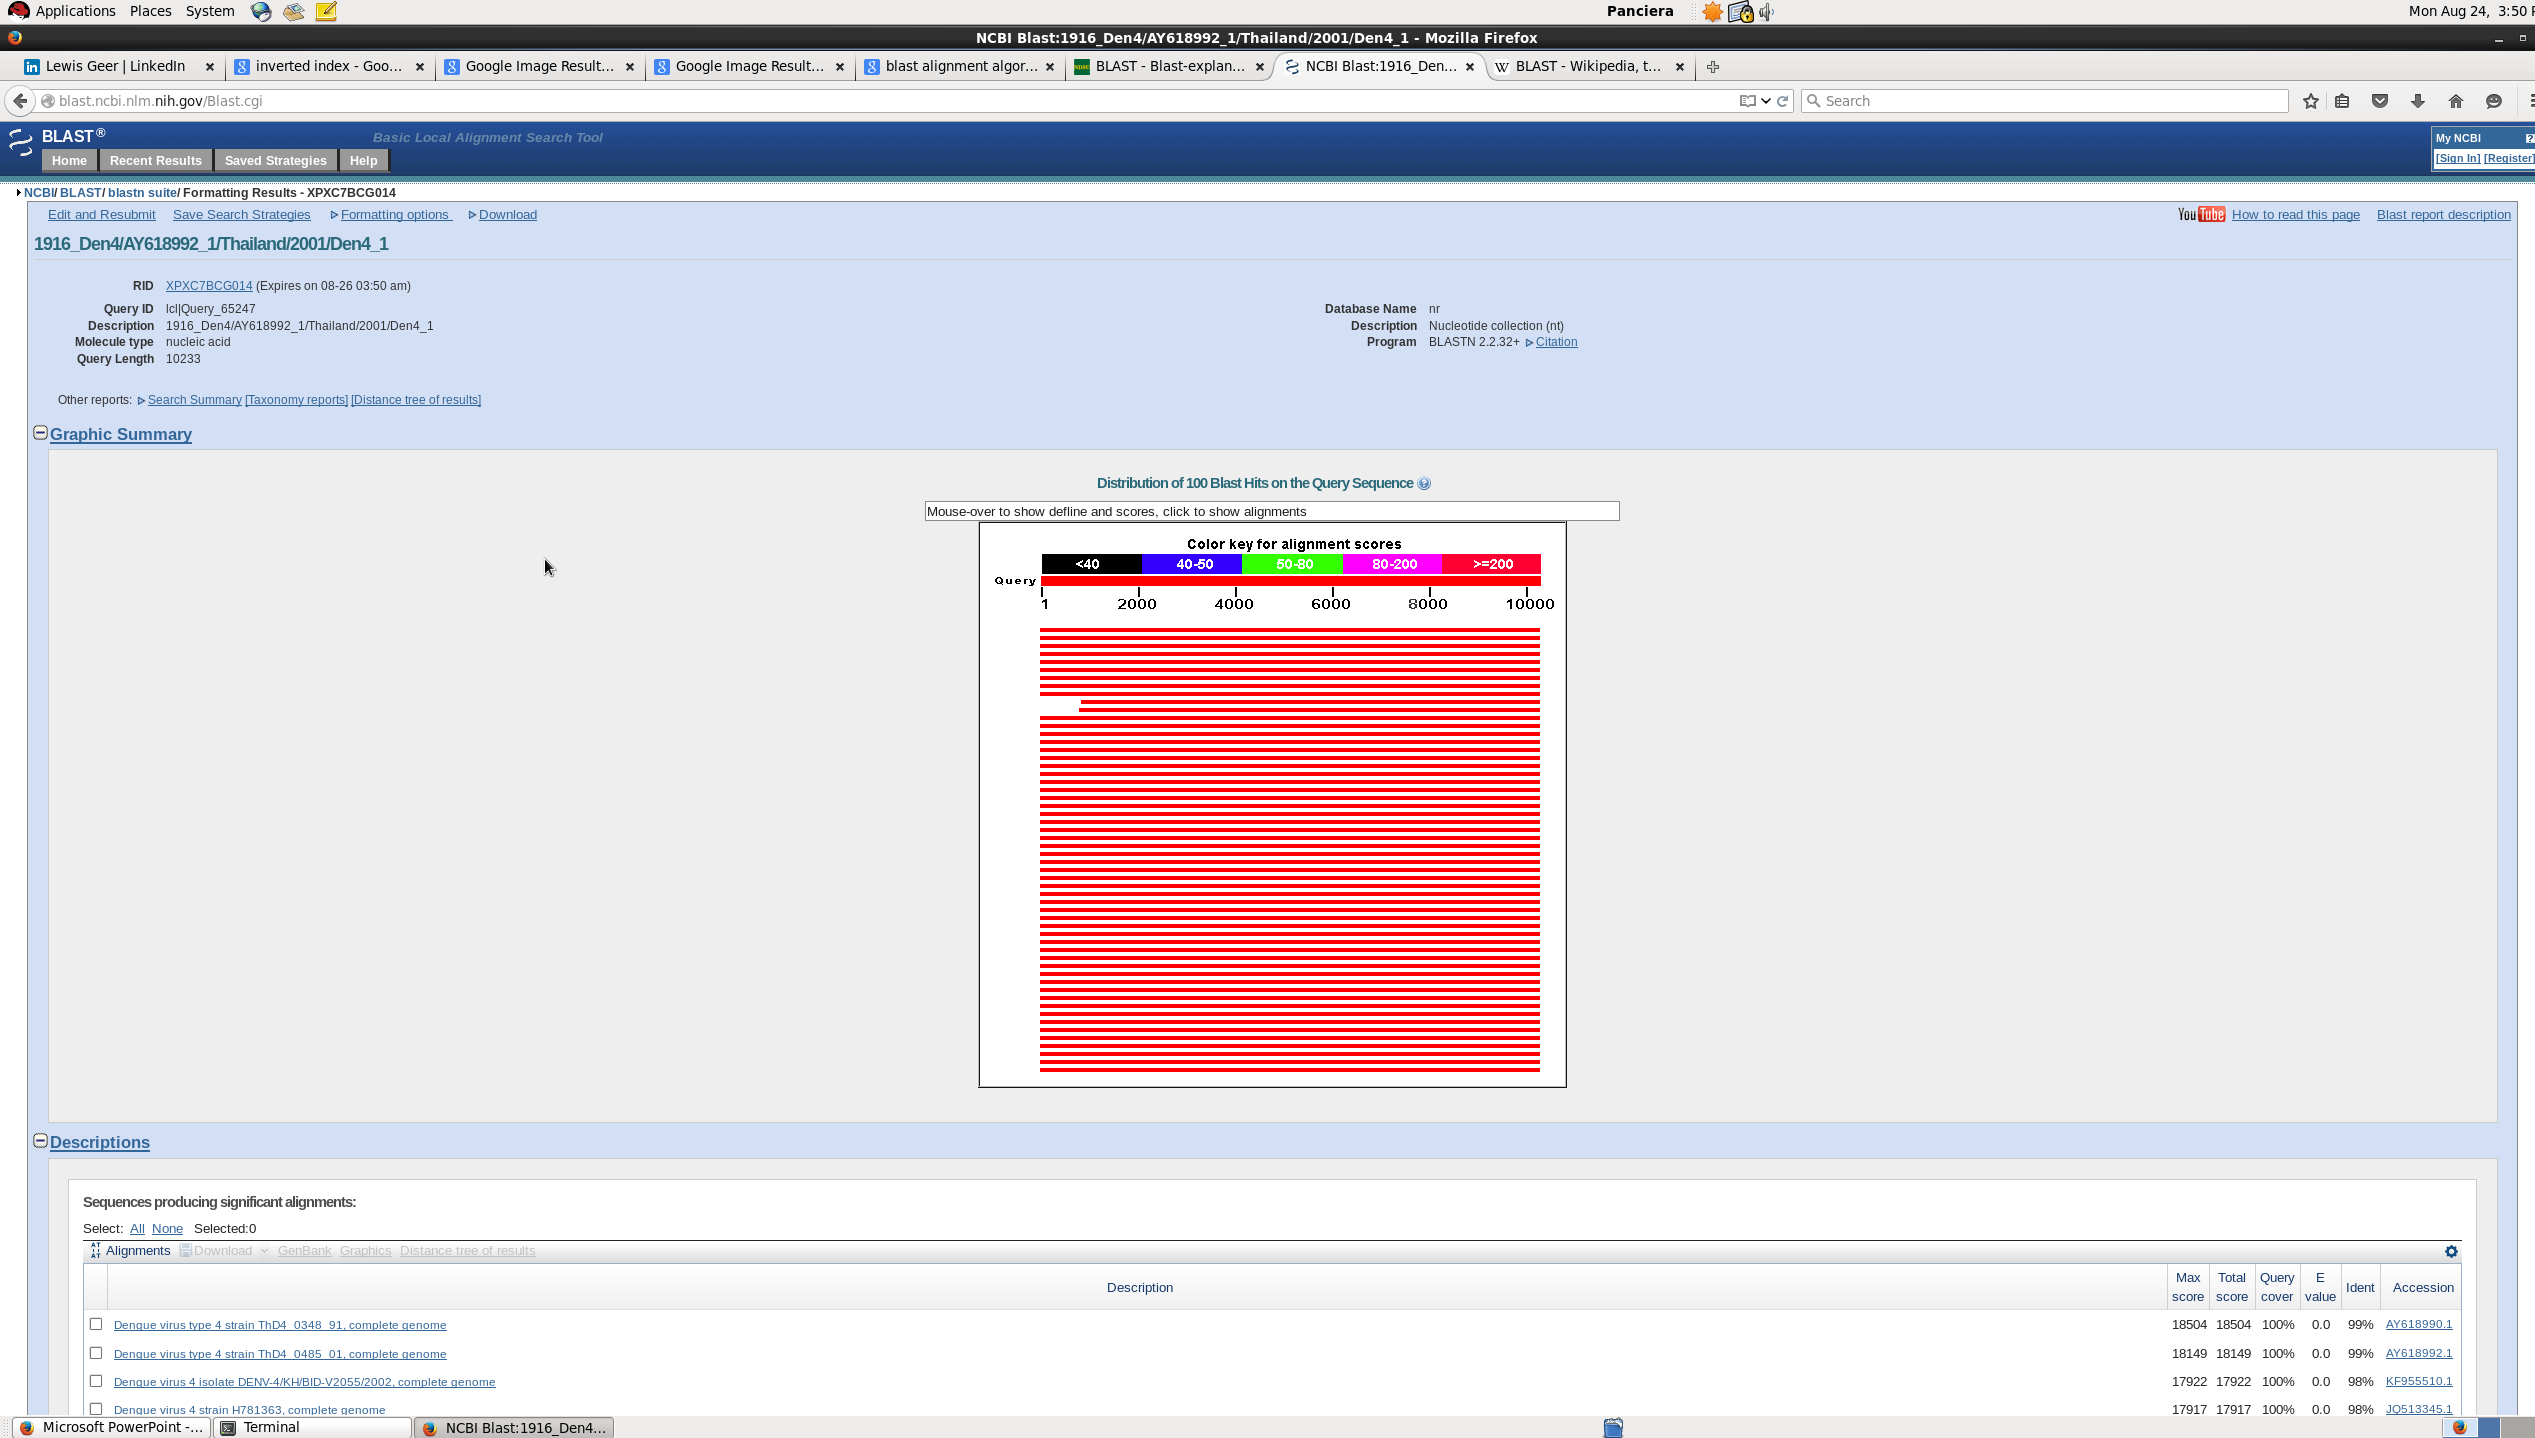 Applications Places System Panciera Mon Aug 24, 3:50
NCBI Blast:1916_Den4/AY618992_1/Thailand/2001/Den4_1 - Mozilla Firefox
Lewis Geer | LinkedIn inverted index - Goo... Google Image Result... Google Image Result... blast alignment algor... BLAST - Blast-explan... NCBI Blast:1916_Den... BLAST - Wikipedia, t...
blast.ncbi.nlm.nih.gov/Blast.cgi Search
BLAST® Basic Local Alignment Search Tool My NCBI
Home Recent Results Saved Strategies Help [Sign In] [Register]
NCBI/ BLAST/ blastn suite/ Formatting Results - XPXC7BCG014
Edit and Resubmit Save Search Strategies Formatting options Download YouTube How to read this page Blast report description
1916_Den4/AY618992_1/Thailand/2001/Den4_1
RID XPXC7BCG014 (Expires on 08-26 03:50 am)
Query ID lcl|Query_65247 Database Name nr
Description 1916_Den4/AY618992_1/Thailand/2001/Den4_1 Description Nucleotide collection (nt)
Molecule type nucleic acid Program BLASTN 2.2.32+ Citation
Query Length 10233
Other reports: Search Summary [Taxonomy reports] [Distance tree of results]
Graphic Summary
Distribution of 100 Blast Hits on the Query Sequence
Mouse-over to show defline and scores, click to show alignments
Color key for alignment scores
<40 40-50 50-80 80-200 >=200
Query
1 2000 4000 6000 8000 10000
Descriptions
Sequences producing significant alignments:
Select: All None Selected:0
Alignments Download GenBank Graphics Distance tree of results
Description Max score Total score Query cover E value Ident Accession
Dengue virus type 4 strain ThD4_0348_91, complete genome 18504 18504 100% 0.0 99% AY618990.1
Dengue virus type 4 strain ThD4_0485_01, complete genome 18149 18149 100% 0.0 99% AY618992.1
Dengue virus 4 isolate DENV-4/KH/BID-V2055/2002, complete genome 17922 17922 100% 0.0 98% KF955510.1
Dengue virus 4 strain H781363, complete genome 17917 17917 100% 0.0 98% JQ513345.1
Microsoft PowerPoint -... Terminal NCBI Blast:1916_Den4...